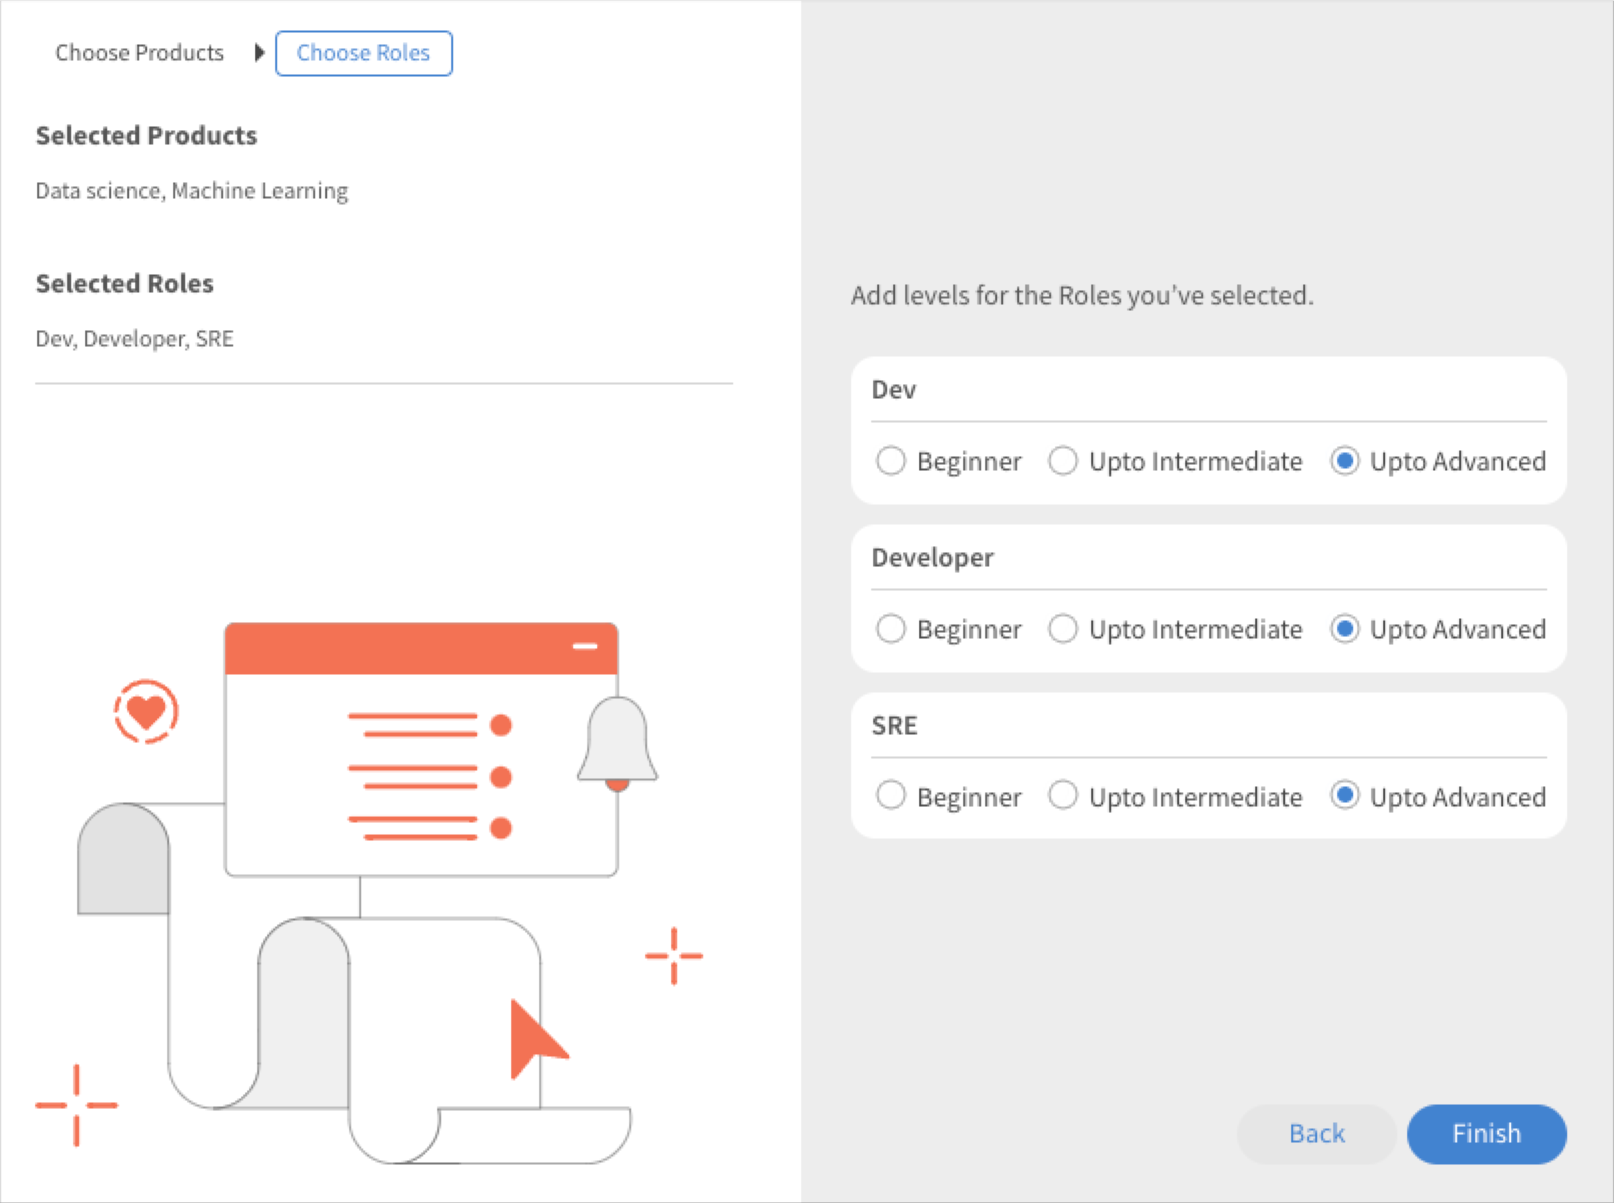 Choose Products
Choose Roles
Selected Products
Data science, Machine Learning
Selected Roles
Dev, Developer, SRE
Add levels for the Roles you've selected.
Dev
Beginner Upto Intermediate Upto Advanced
Developer
Beginner Upto Intermediate Upto Advanced
SRE
Beginner Upto Intermediate Upto Advanced
Back Finish